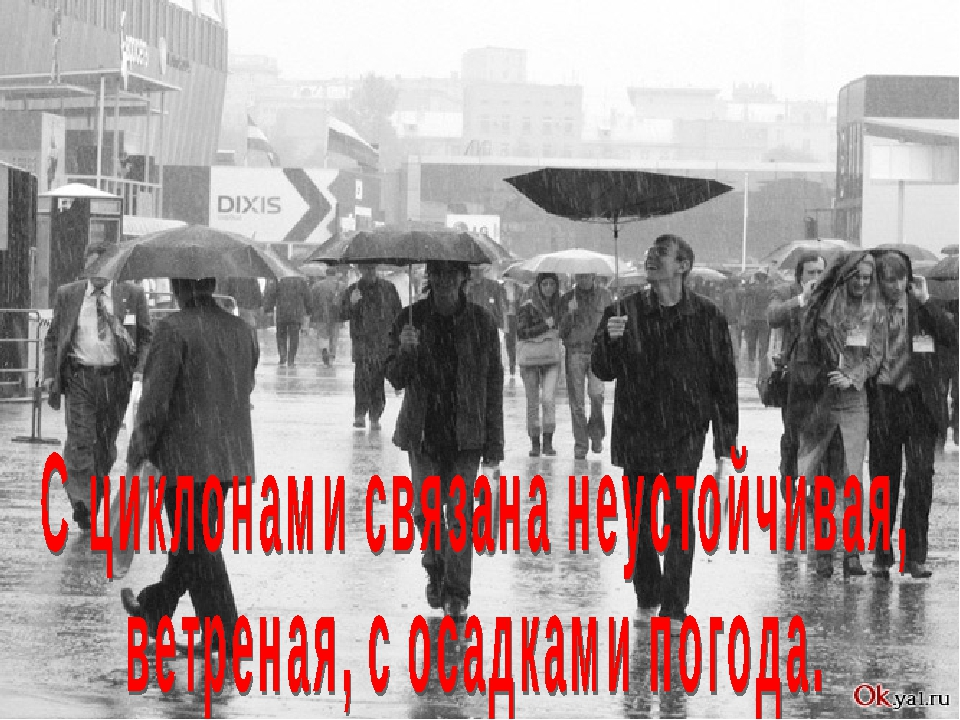 DIXIS
С циклонами связана неустойчивая,
ветреная, с осадками погода.
Okyal.ru